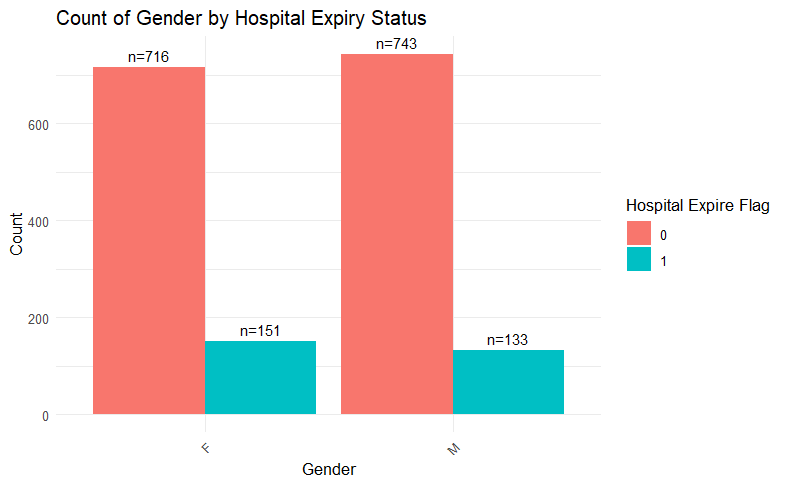 Count of Gender by Hospital Expiry Status
n=716
n=743
n=151
n=133
600
400
200
0
Count
F
M
Gender
Hospital Expire Flag
0
1